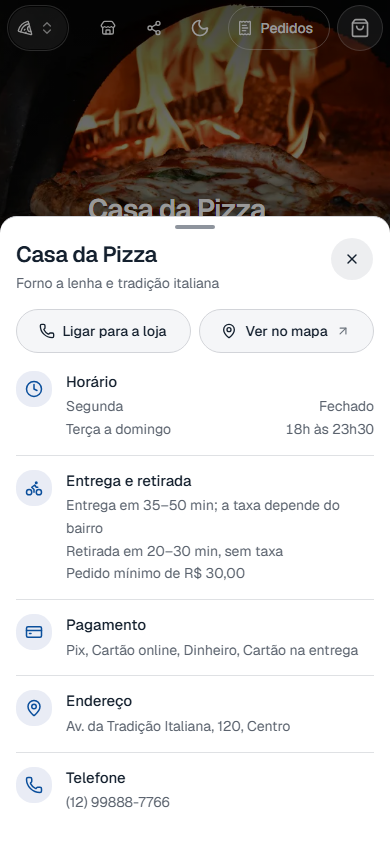 Pedidos
Casa da Pizza
Casa da Pizza
Forno a lenha e tradição italiana
Ligar para a loja
Ver no mapa
Horário
Segunda Fechado
Terça a domingo 18h às 23h30
Entrega e retirada
Entrega em 35–50 min; a taxa depende do
bairro
Retirada em 20–30 min, sem taxa
Pedido mínimo de R$ 30,00
Pagamento
Pix, Cartão online, Dinheiro, Cartão na entrega
Endereço
Av. da Tradição Italiana, 120, Centro
Telefone
(12) 99888-7766